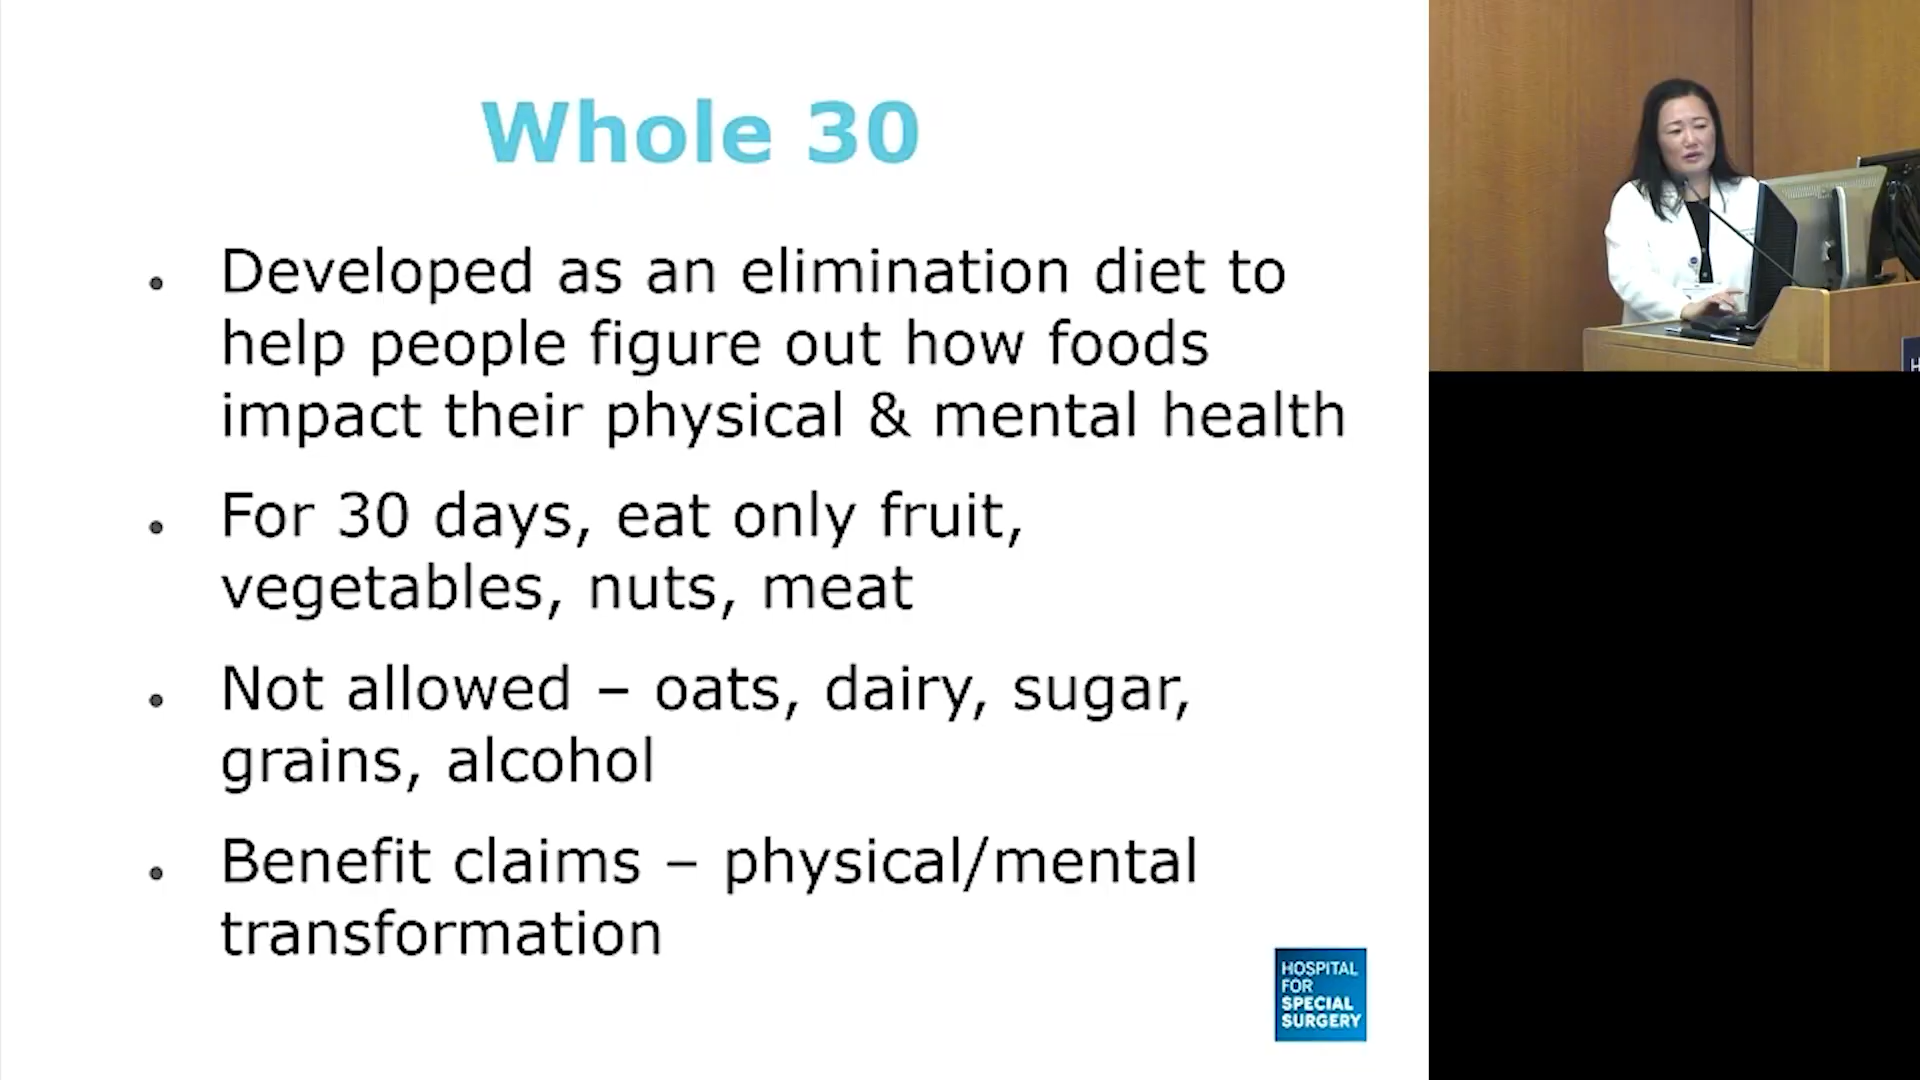 Whole 30
• Developed as an elimination diet to
help people figure out how foods
impact their physical & mental health
• For 30 days, eat only fruit,
vegetables, nuts, meat
• Not allowed – oats, dairy, sugar,
grains, alcohol
• Benefit claims – physical/mental
transformation
HOSPITAL
FOR
SPECIAL
SURGERY